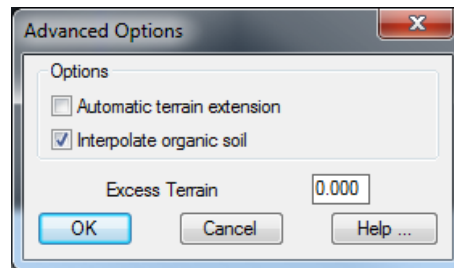 Advanced Options
Options
Automatic terrain extension
Interpolate organic soil
Excess Terrain 0.000
OK Cancel Help ...